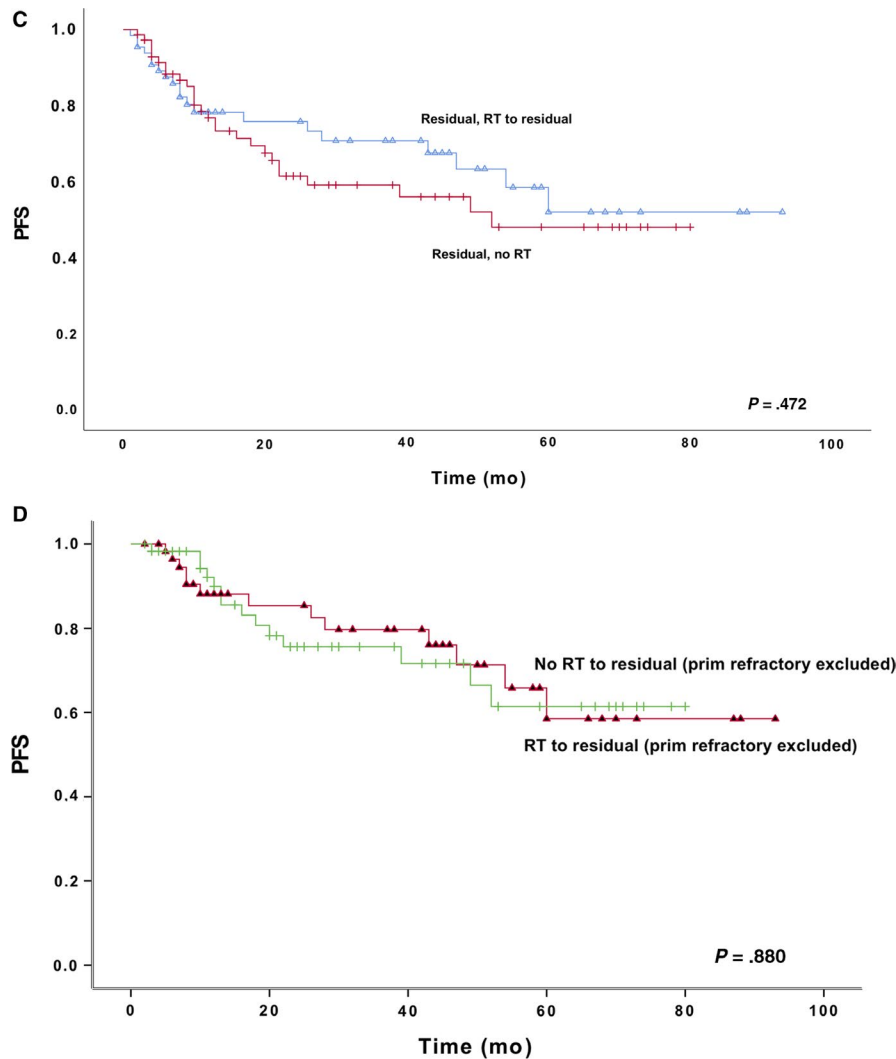 C
1.0
0.8
0.6
0.4
0.2
0.0
PFS
Residual, RT to residual
Residual, no RT
P = .472
0 20 40 60 80 100
Time (mo)
D
1.0
0.8
0.6
0.4
0.2
0.0
PFS
No RT to residual (prim refractory excluded)
RT to residual (prim refractory excluded)
P = .880
0 20 40 60 80 100
Time (mo)